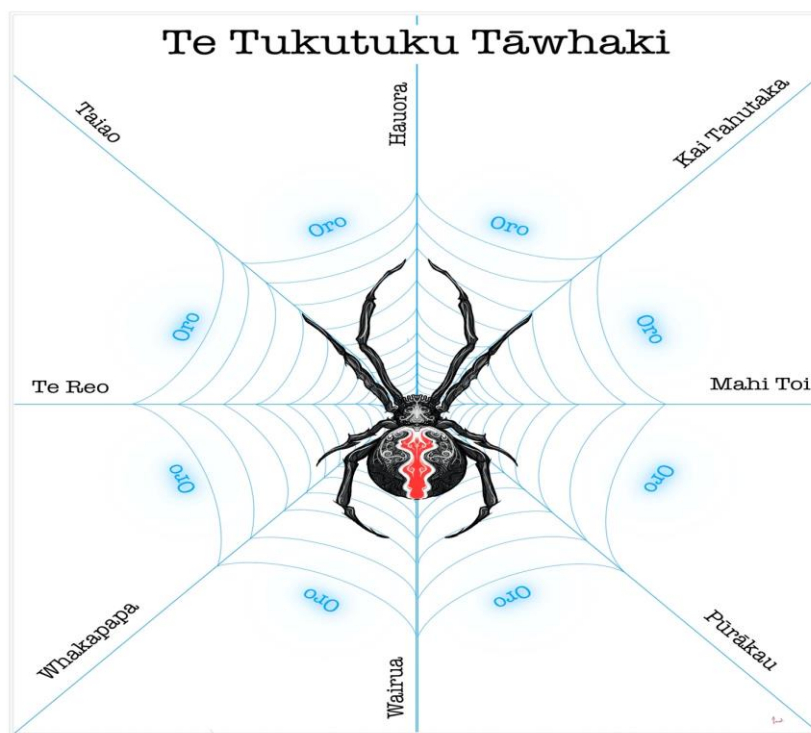 Te Tukutuku Tāwhaki
Taiao
Hauora
Kai Tahutaka
Oro
Oro
Oro
Oro
Te Reo
Mahi Toi
Oro
Oro
Oro
Oro
Whakapapa
Wairua
Pūrākau